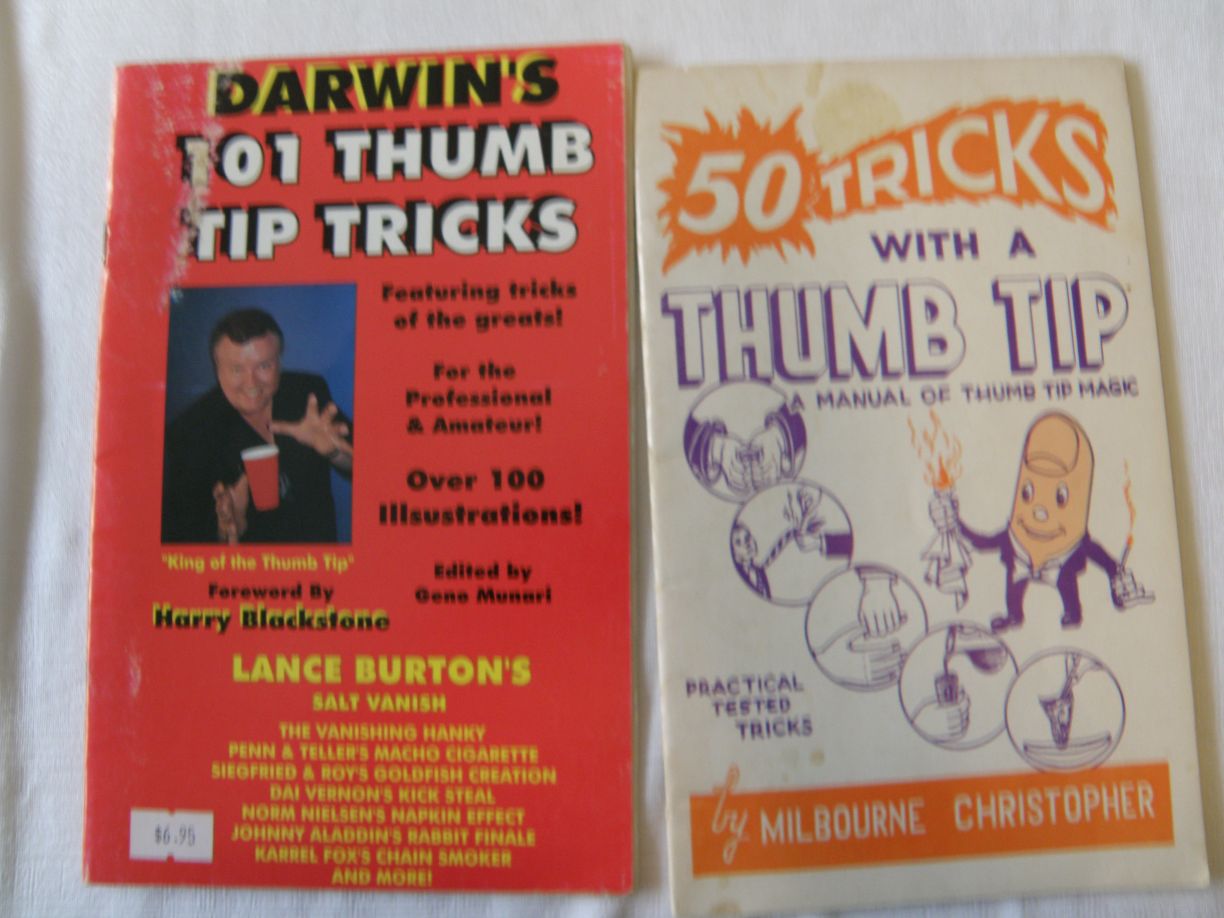 DARWIN'S
101 THUMB
TIP TRICKS
Featuring tricks
of the greats!
For the
Professional
& Amateur!
Over 100
Illsustrations!
"King of the Thumb Tip"
Foreword By
Harry Blackstone
Edited by
Gene Munari
LANCE BURTON'S
SALT VANISH
THE VANISHING HANKY
PENN & TELLER'S MACHO CIGARETTE
SIEGFRIED & ROY'S GOLDFISH CREATION
DAI VERNON'S KICK STEAL
NORM NIELSEN'S NAPKIN EFFECT
JOHNNY ALADDIN'S RABBIT FINALE
KARREL FOX'S CHAIN SMOKER
AND MORE!
$6.95
50 TRICKS
WITH A
THUMB TIP
A MANUAL OF THUMB TIP MAGIC
PRACTICAL
TESTED
TRICKS
by MILBOURNE CHRISTOPHER